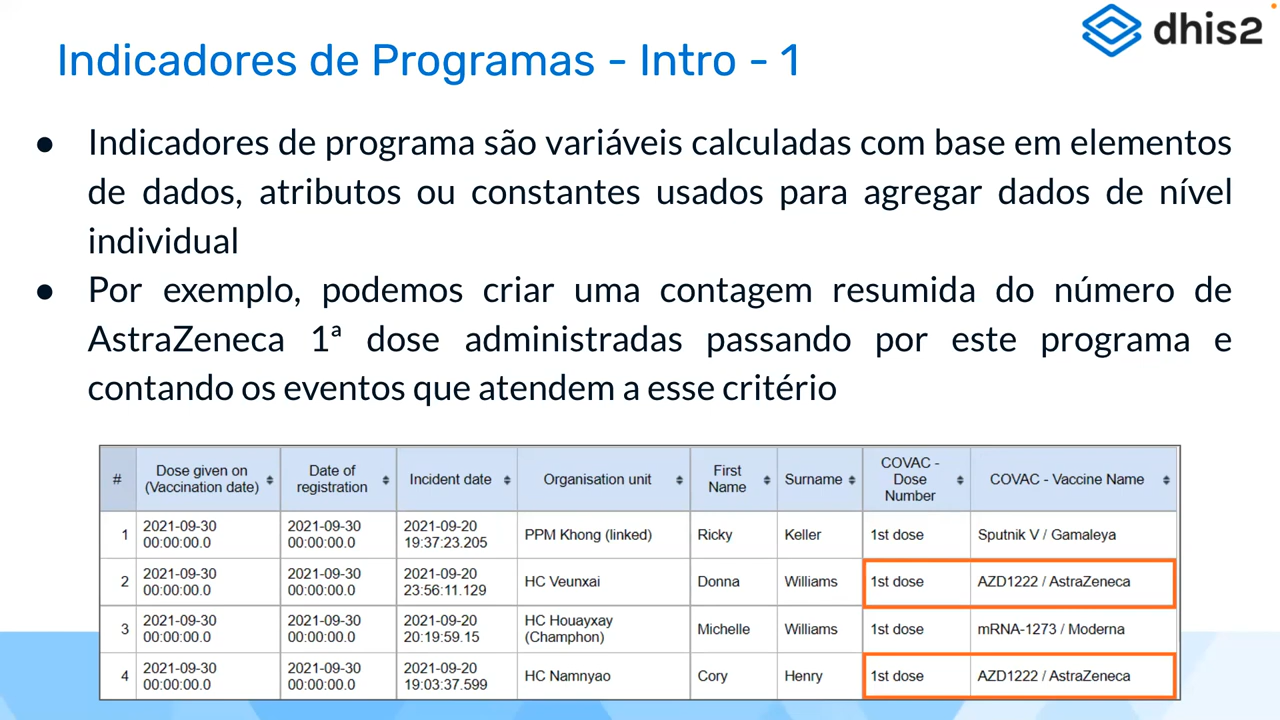 dhis2
Indicadores de Programas - Intro - 1
● Indicadores de programa são variáveis calculadas com base em elementos
de dados, atributos ou constantes usados para agregar dados de nível
individual
● Por exemplo, podemos criar uma contagem resumida do número de
AstraZeneca 1ª dose administradas passando por este programa e
contando os eventos que atendem a esse critério
# Dose given on (Vaccination date) Date of registration Incident date Organisation unit First Name Surname COVAC - Dose Number COVAC - Vaccine Name
1 2021-09-30 00:00:00.0 2021-09-30 00:00:00.0 2021-09-20 19:37:23.205 PPM Khong (linked) Ricky Keller 1st dose Sputnik V / Gamaleya
2 2021-09-30 00:00:00.0 2021-09-30 00:00:00.0 2021-09-20 23:56:11.129 HC Veunxai Donna Williams 1st dose AZD1222 / AstraZeneca
3 2021-09-30 00:00:00.0 2021-09-30 00:00:00.0 2021-09-20 20:19:59.15 HC Houayxay (Champhon) Michelle Williams 1st dose mRNA-1273 / Moderna
4 2021-09-30 00:00:00.0 2021-09-30 00:00:00.0 2021-09-20 19:03:37.599 HC Namnyao Cory Henry 1st dose AZD1222 / AstraZeneca